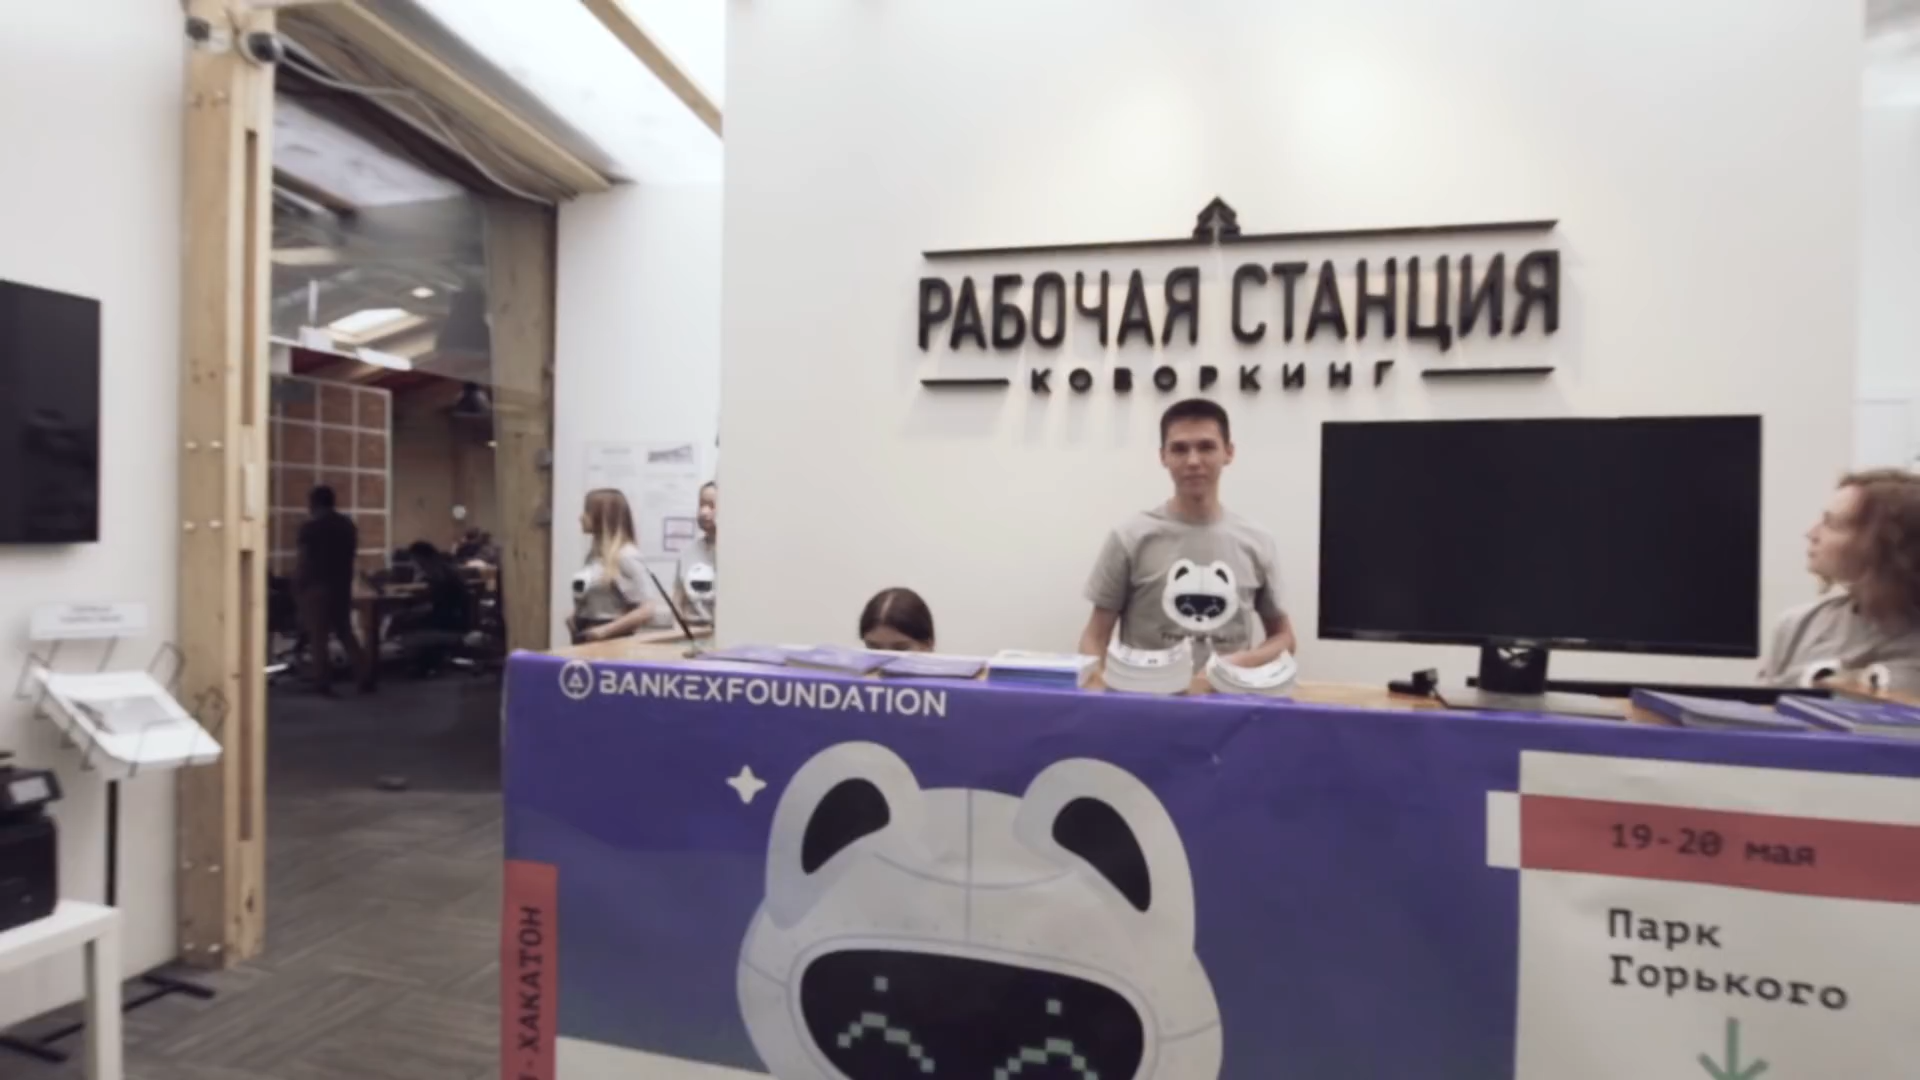 РАБОЧАЯ СТАНЦИЯ
КОВОРКИНГ
BANKEXFOUNDATION
19-20 мая
Парк
Горького
ХАКАТОН